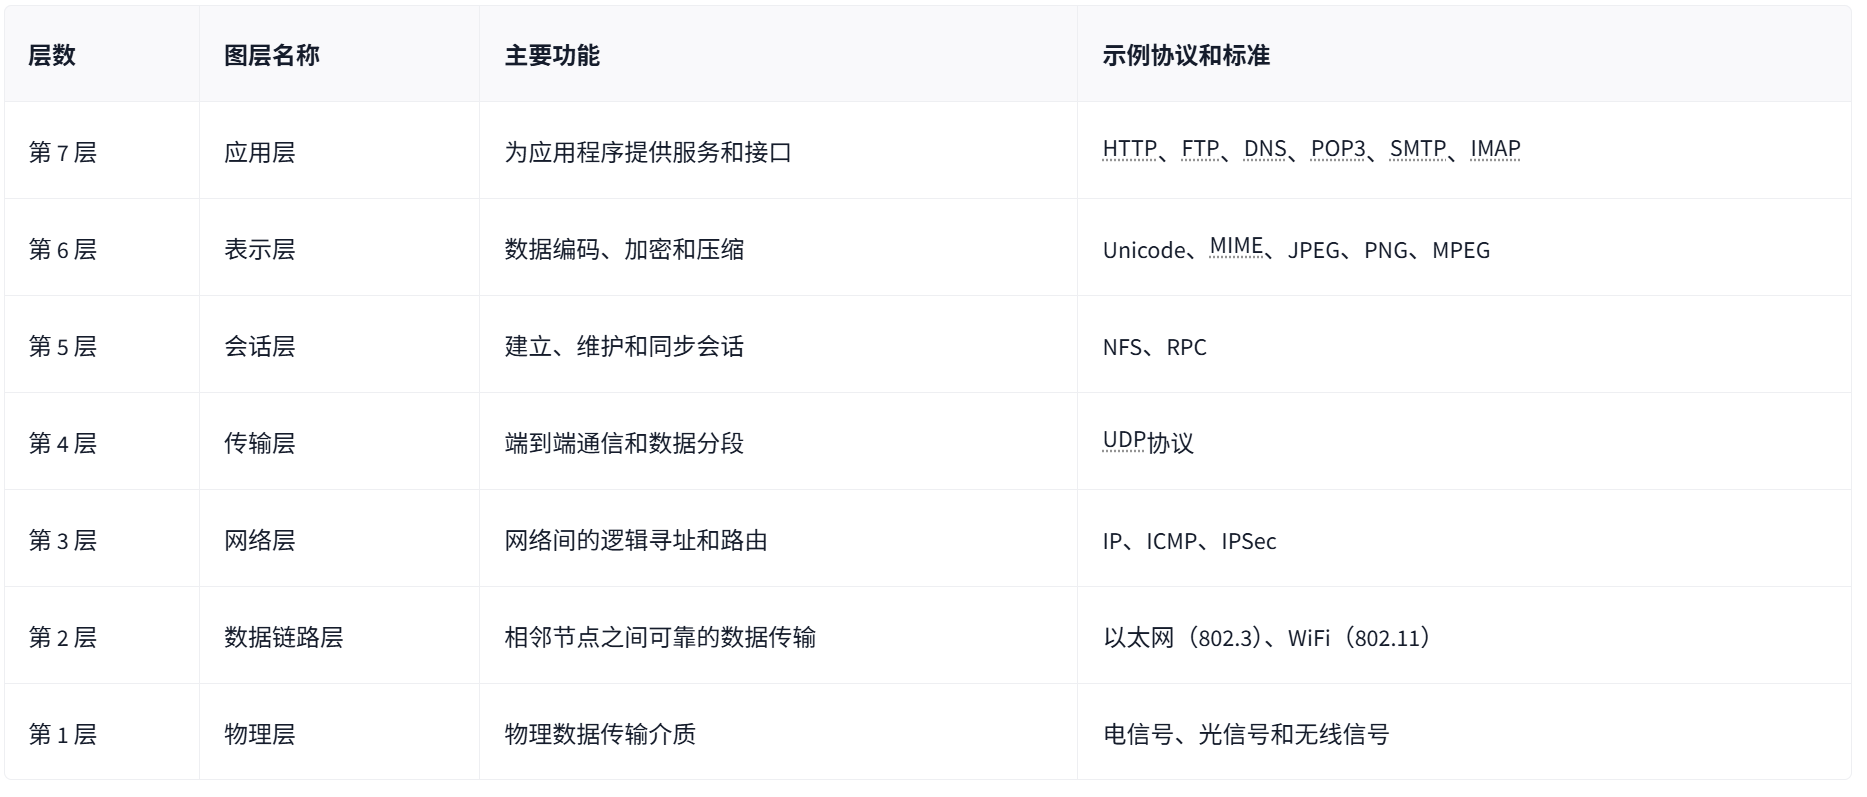 层数 图层名称 主要功能 示例协议和标准
第 7 层 应用层 为应用程序提供服务和接口 HTTP、FTP、DNS、POP3、SMTP、IMAP
第 6 层 表示层 数据编码、加密和压缩 Unicode、MIME、JPEG、PNG、MPEG
第 5 层 会话层 建立、维护和同步会话 NFS、RPC
第 4 层 传输层 端到端通信和数据分段 UDP协议
第 3 层 网络层 网络间的逻辑寻址和路由 IP、ICMP、IPSec
第 2 层 数据链路层 相邻节点之间可靠的数据传输 以太网（802.3）、WiFi（802.11）
第 1 层 物理层 物理数据传输介质 电信号、光信号和无线信号